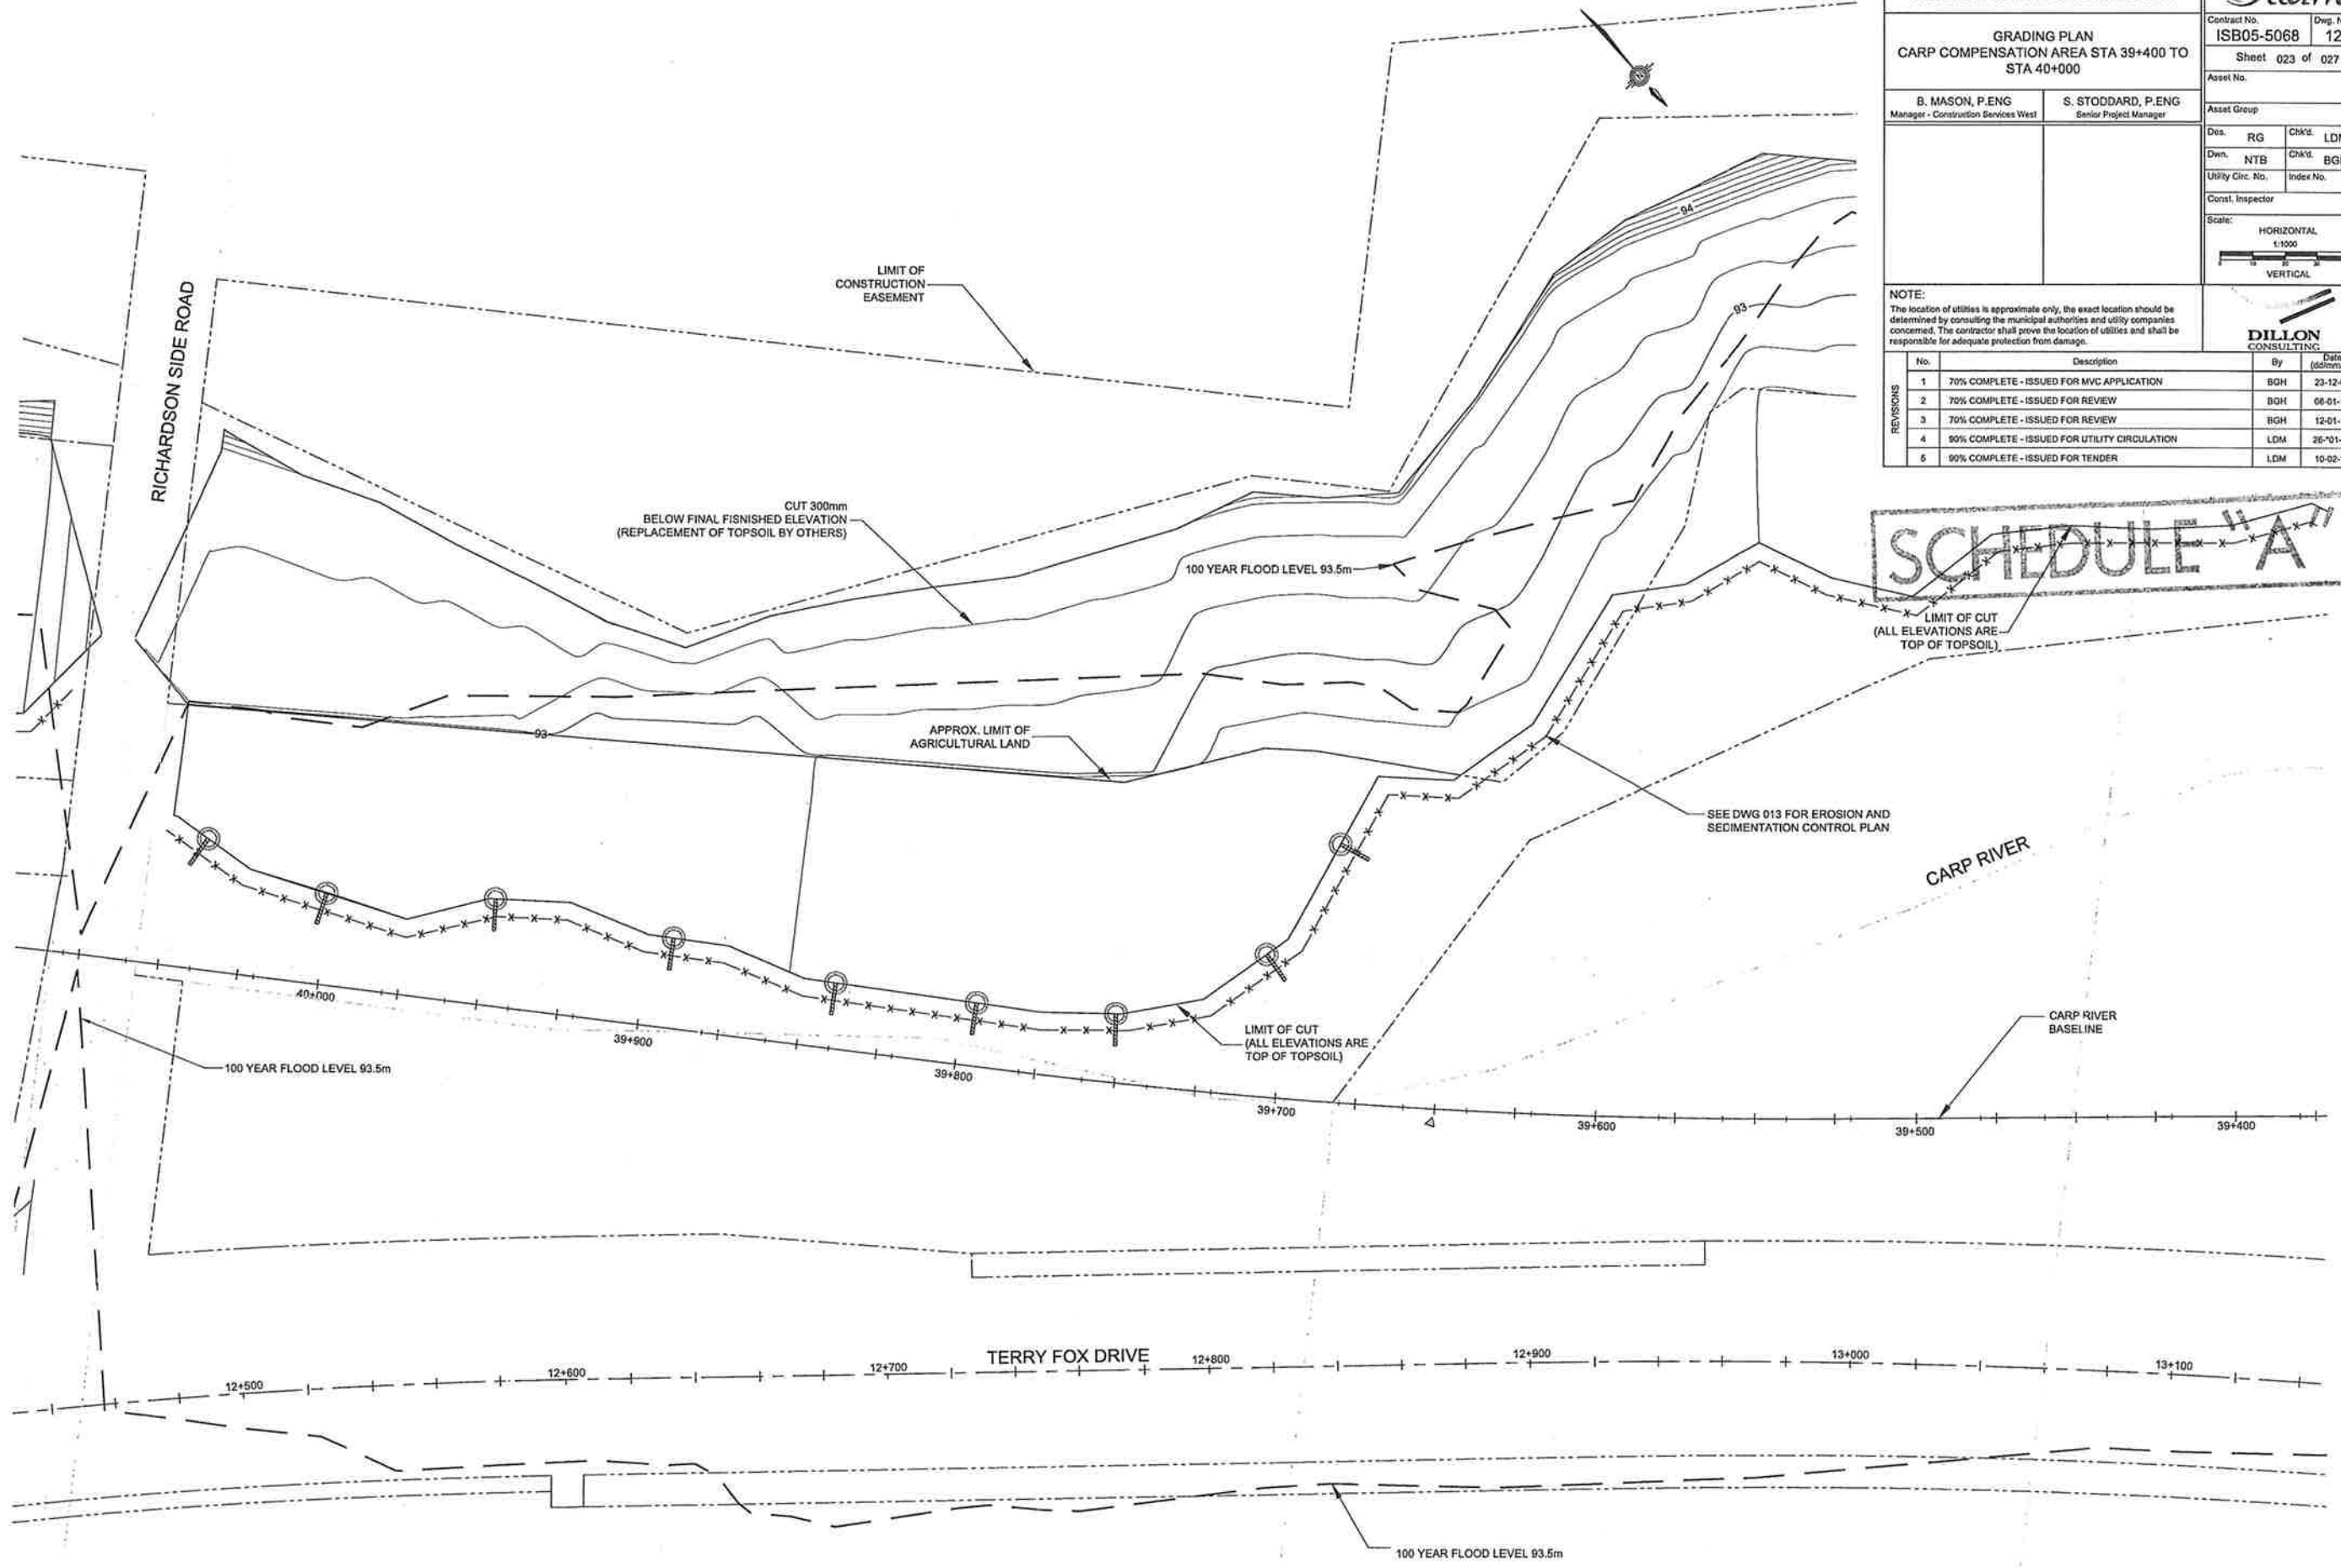 GRADING PLAN
CARP COMPENSATION AREA STA 39+400 TO
STA 40+000
B. MASON, P.ENG
Manager - Construction Services West
S. STODDARD, P.ENG
Senior Project Manager
Contract No.
ISB05-5068
Dwg.
Sheet 023 of 027
Asset No.
Asset Group
Des. RG
Chk'd.
Dwn. NTB
Chk'd.
Utility Circ. No.
Index No.
Const. Inspector
Scale:
HORIZONTAL
1:1000
VERTICAL
NOTE:
The location of utilities is approximate only, the exact location should be
determined by consulting the municipal authorities and utility companies
concerned. The contractor shall prove the location of utilities and shall be
responsible for adequate protection from damage.
DILLON
CONSULTING
REVISIONS
No. Description By Date
1 70% COMPLETE - ISSUED FOR MVC APPLICATION BGH 23-12-
2 70% COMPLETE - ISSUED FOR REVIEW BGH 06-01-
3 70% COMPLETE - ISSUED FOR REVIEW BGH 12-01-
4 90% COMPLETE - ISSUED FOR UTILITY CIRCULATION LDM
5 90% COMPLETE - ISSUED FOR TENDER LDM 10-02-
SCHEDULE "A"
RICHARDSON SIDE ROAD
LIMIT OF
CONSTRUCTION
EASEMENT
94
93
CUT 300mm
BELOW FINAL FISNISHED ELEVATION
(REPLACEMENT OF TOPSOIL BY OTHERS)
100 YEAR FLOOD LEVEL 93.5m
LIMIT OF CUT
(ALL ELEVATIONS ARE
TOP OF TOPSOIL)
93
APPROX. LIMIT OF
AGRICULTURAL LAND
SEE DWG 013 FOR EROSION AND
SEDIMENTATION CONTROL PLAN
CARP RIVER
CARP RIVER
BASELINE
LIMIT OF CUT
(ALL ELEVATIONS ARE
TOP OF TOPSOIL)
100 YEAR FLOOD LEVEL 93.5m
40+000
39+900
39+800
39+700
39+600
39+500
39+400
TERRY FOX DRIVE
12+500
12+600
12+700
12+800
12+900
13+000
13+100
100 YEAR FLOOD LEVEL 93.5m